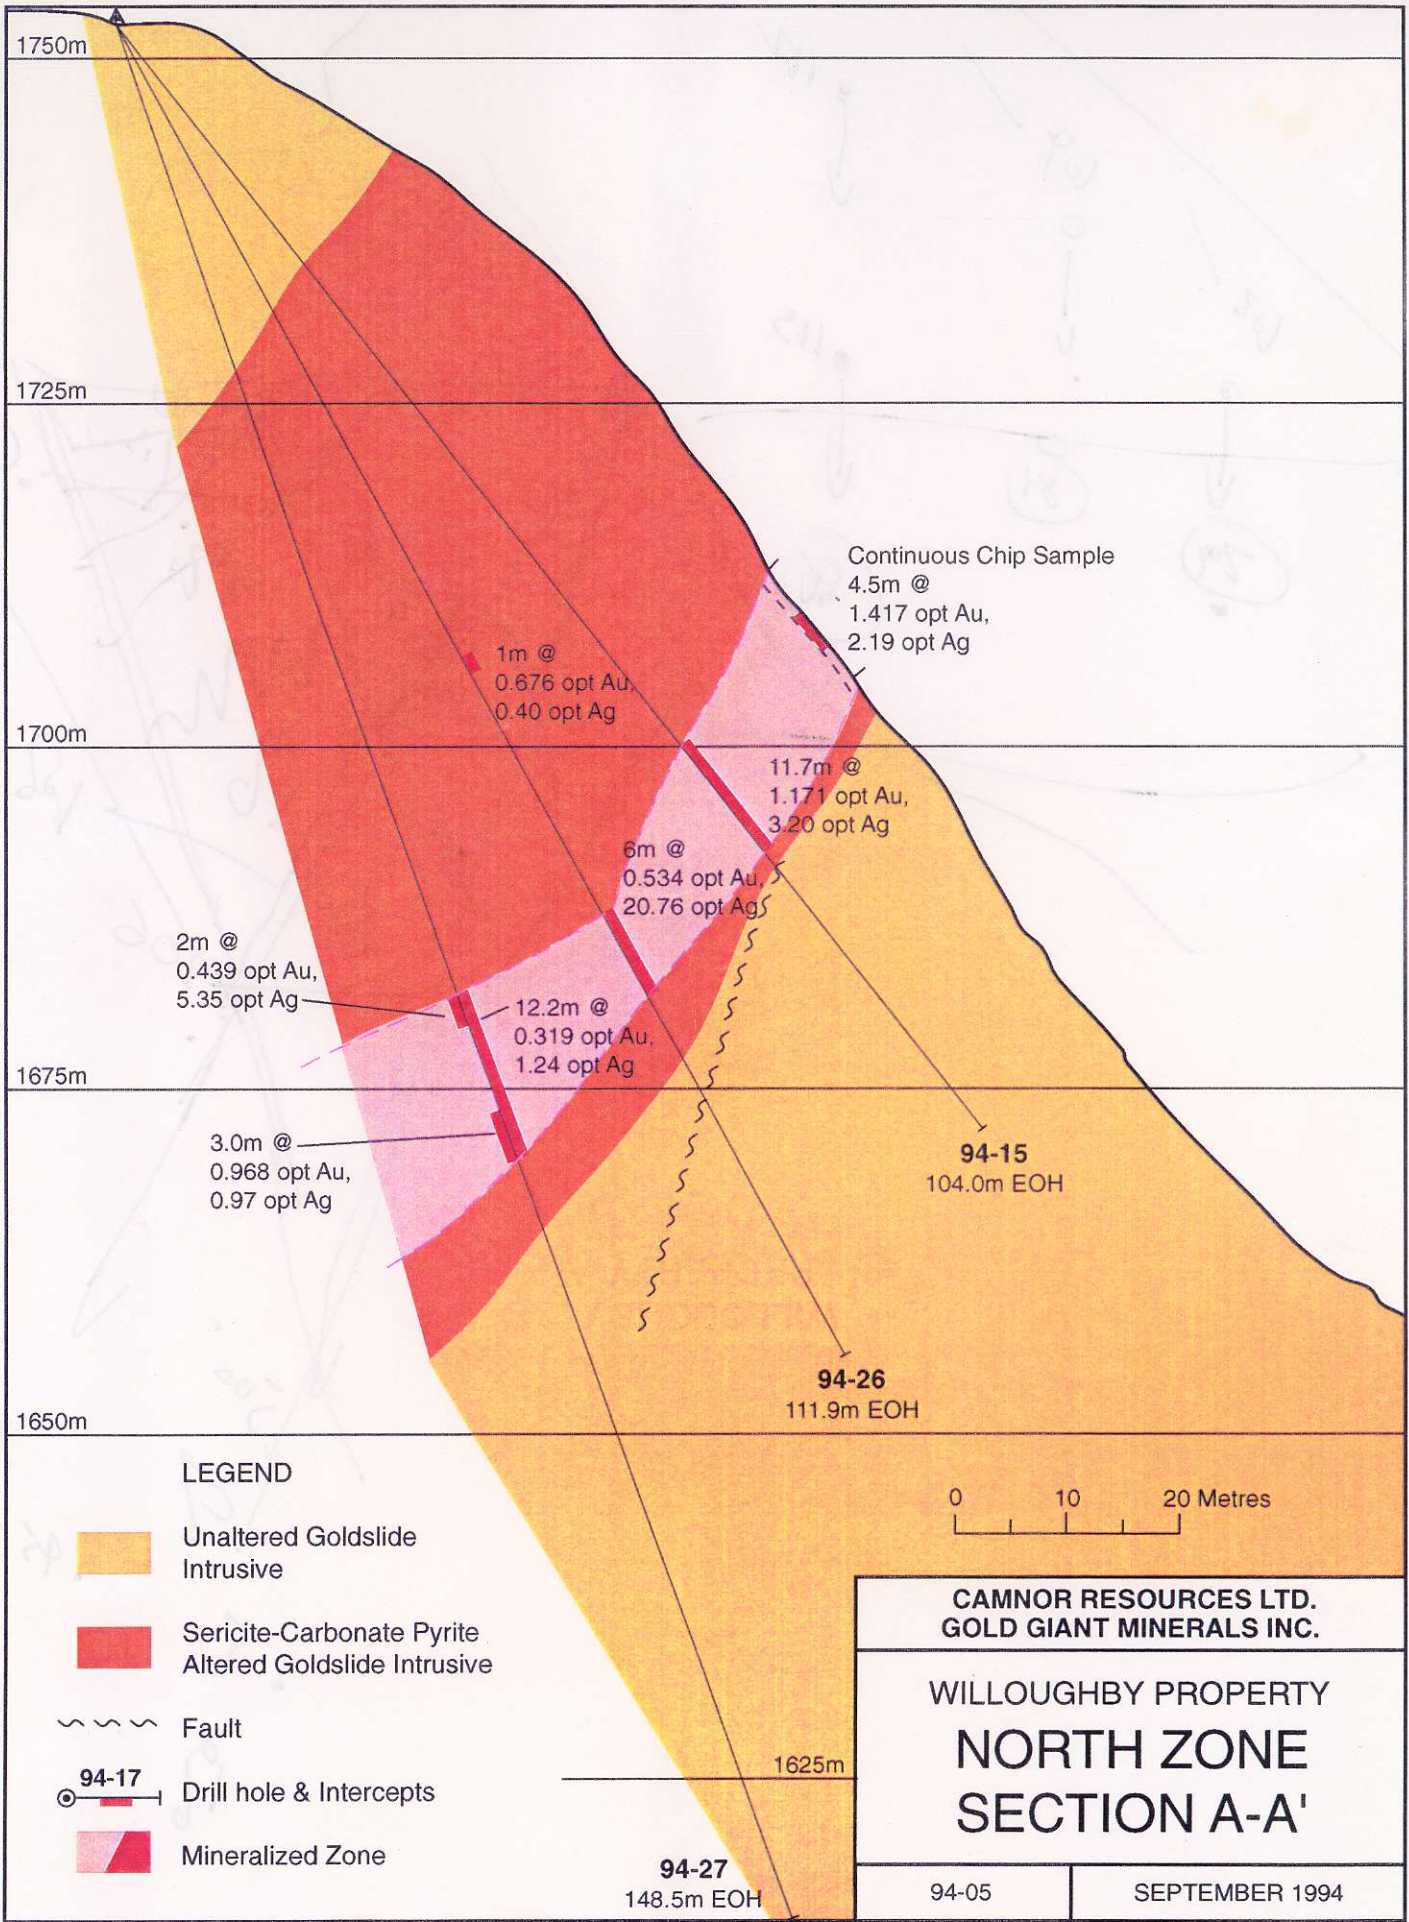 1750m
1725m
Continuous Chip Sample
4.5m @
1.417 opt Au,
2.19 opt Ag
1m @
0.676 opt Au,
0.40 opt Ag
1700m
11.7m @
1.171 opt Au,
3.20 opt Ag
6m @
0.534 opt Au,
20.76 opt Ag
2m @
0.439 opt Au,
5.35 opt Ag
12.2m @
0.319 opt Au,
1.24 opt Ag
1675m
3.0m @
0.968 opt Au,
0.97 opt Ag
94-15
104.0m EOH
94-26
111.9m EOH
1650m
LEGEND
Unaltered Goldslide
Intrusive
Sericite-Carbonate Pyrite
Altered Goldslide Intrusive
Fault
94-17
Drill hole & Intercepts
Mineralized Zone
0 10 20 Metres
1625m
94-27
148.5m EOH
CAMNOR RESOURCES LTD.
GOLD GIANT MINERALS INC.
WILLOUGHBY PROPERTY
NORTH ZONE
SECTION A-A'
94-05
SEPTEMBER 1994